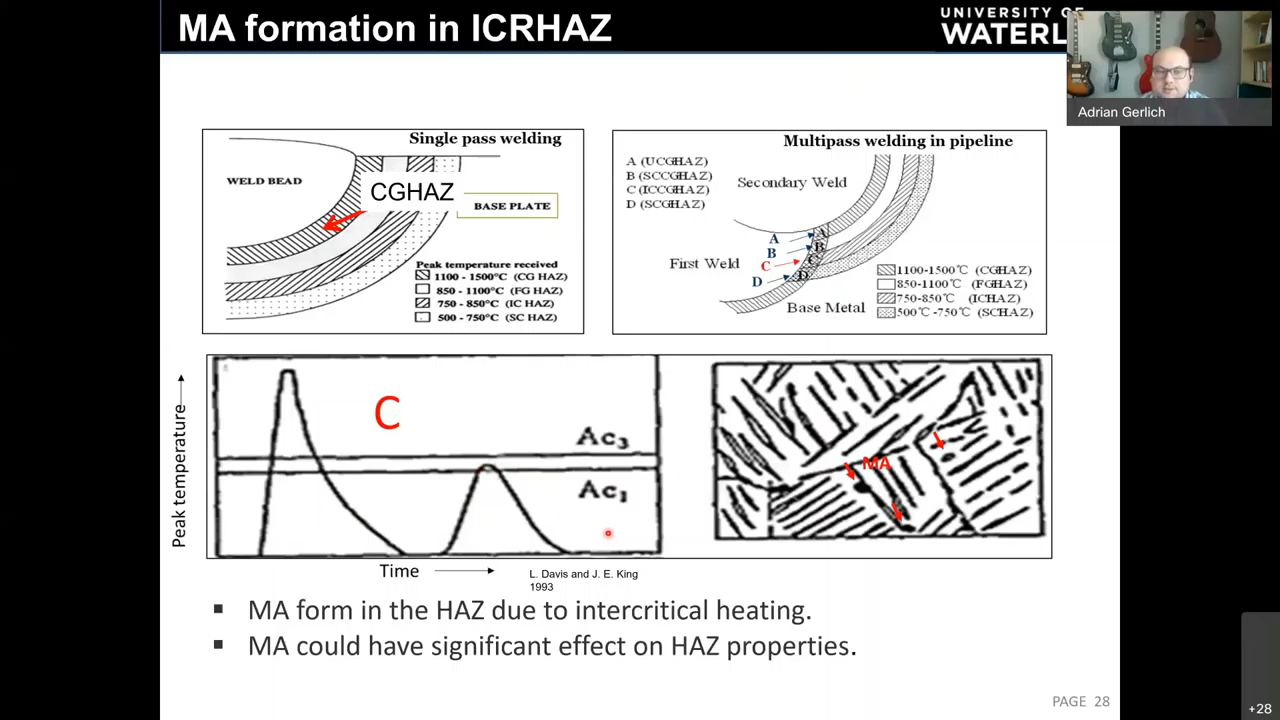 MA formation in ICRHAZ
UNIVERSITY OF
WATERL
Adrian Gerlich
Single pass welding
WELD BEAD
CGHAZ
BASE PLATE
Peak temperature received
1100 - 1500°C (CG HAZ)
850 - 1100°C (FG HAZ)
750 - 850°C (IC HAZ)
500 - 750°C (SC HAZ)
Multipass welding in pipeline
A (UCGHAZ)
B (SCCGHAZ)
C (ICCGHAZ)
D (SCGHAZ)
Secondary Weld
A
B
C
D
A
B
C
D
First Weld
Base Metal
1100-1500℃ (CGHAZ)
850-1100℃ (FGHAZ)
750-850℃ (ICHAZ)
500℃-750℃ (SCHAZ)
Peak temperature
C
Ac3
Ac1
MA
Time
L. Davis and J. E. King
1993
▪ MA form in the HAZ due to intercritical heating.
▪ MA could have significant effect on HAZ properties.
PAGE 28
+28